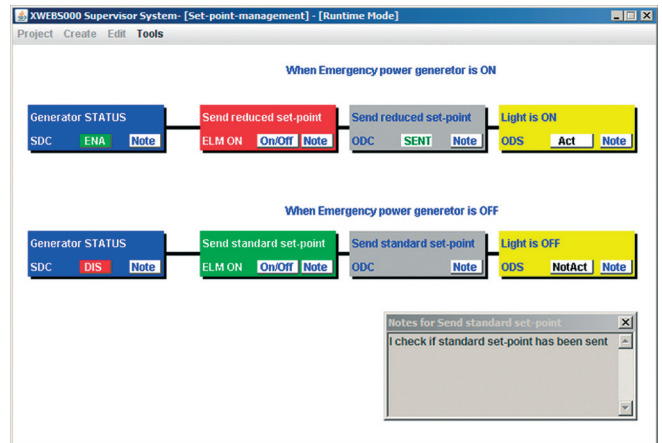 XWEB5000 Supervisor System- [Set-point-management] - [Runtime Mode]
Project Create Edit Tools
When Emergency power generetor is ON
Generator STATUS
SDC ENA Note
Send reduced set-point
ELM ON On/Off Note
Send reduced set-point
ODC SENT Note
Light is ON
ODS Act Note
When Emergency power genereтor is OFF
Generator STATUS
SDC DIS Note
Send standard set-point
ELM ON On/Off Note
Send standard set-point
ODC Note
Light is OFF
ODS NotAct Note
Notes for Send standard set-point
I check if standard set-point has been sent